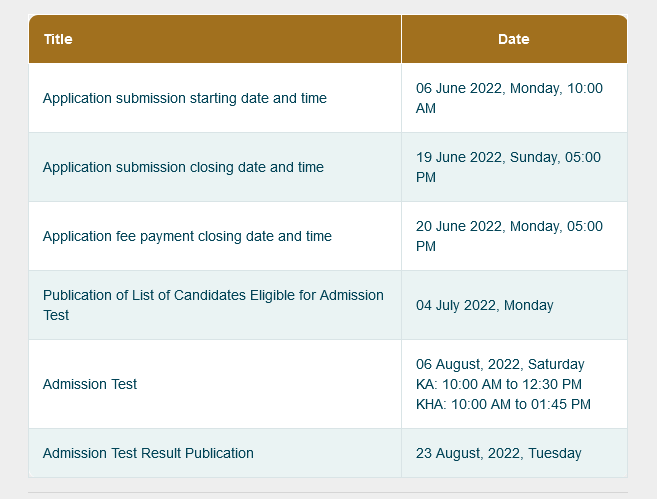 Title
Date
Application submission starting date and time
06 June 2022, Monday, 10:00
AM
Application submission closing date and time
19 June 2022, Sunday, 05:00
PM
Application fee payment closing date and time
20 June 2022, Monday, 05:00
PM
Publication of List of Candidates Eligible for Admission
Test
04 July 2022, Monday
Admission Test
06 August, 2022, Saturday
KA: 10:00 AM to 12:30 PM
KHA: 10:00 AM to 01:45 PM
Admission Test Result Publication
23 August, 2022, Tuesday